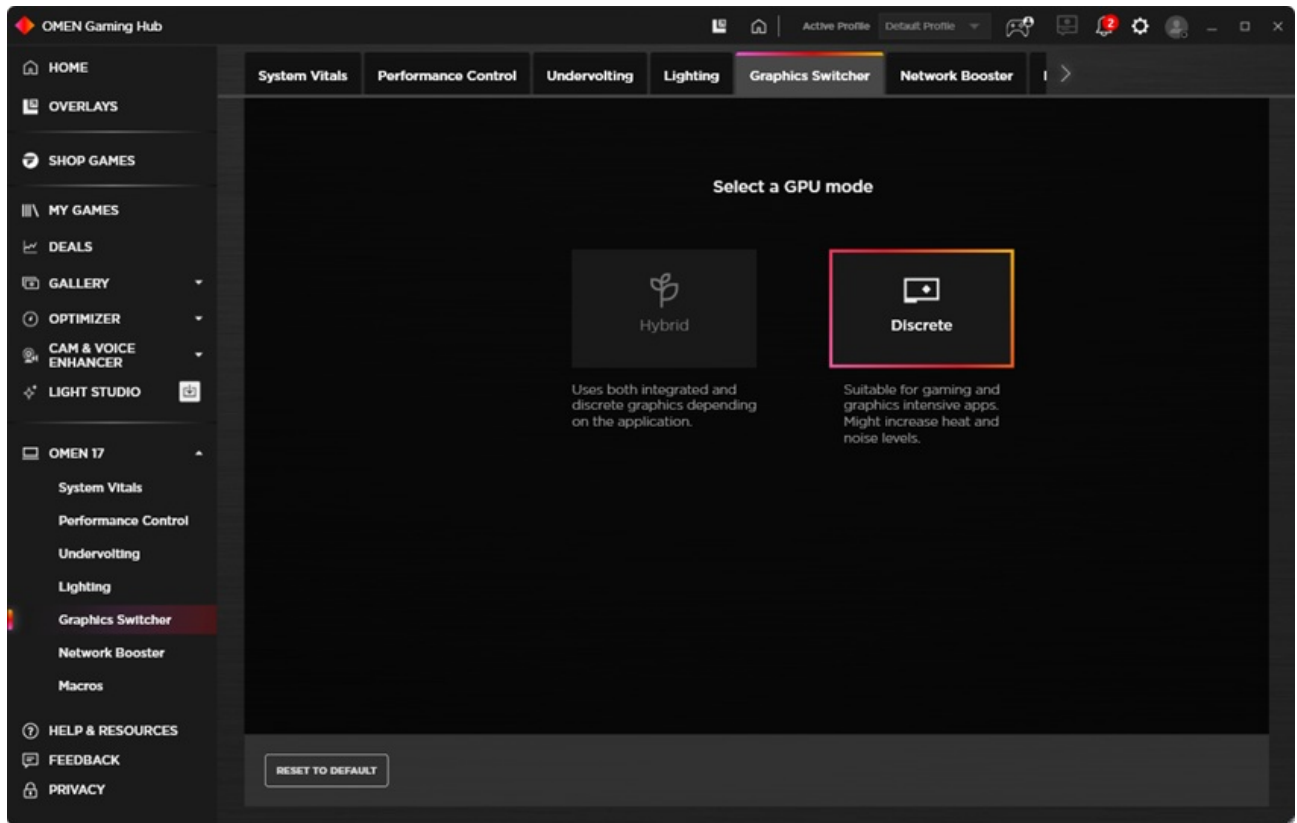 OMEN Gaming Hub
Active Profile Default Profile
2
HOME
OVERLAYS
SHOP GAMES
MY GAMES
DEALS
GALLERY
OPTIMIZER
CAM & VOICE
ENHANCER
LIGHT STUDIO
OMEN 17
System Vitals
Performance Control
Undervolting
Lighting
Graphics Switcher
Network Booster
Macros
HELP & RESOURCES
FEEDBACK
PRIVACY
System Vitals Performance Control Undervolting Lighting Graphics Switcher Network Booster
Select a GPU mode
Hybrid
Uses both integrated and
discrete graphics depending
on the application.
Discrete
Suitable for gaming and
graphics intensive apps.
Might increase heat and
noise levels.
RESET TO DEFAULT